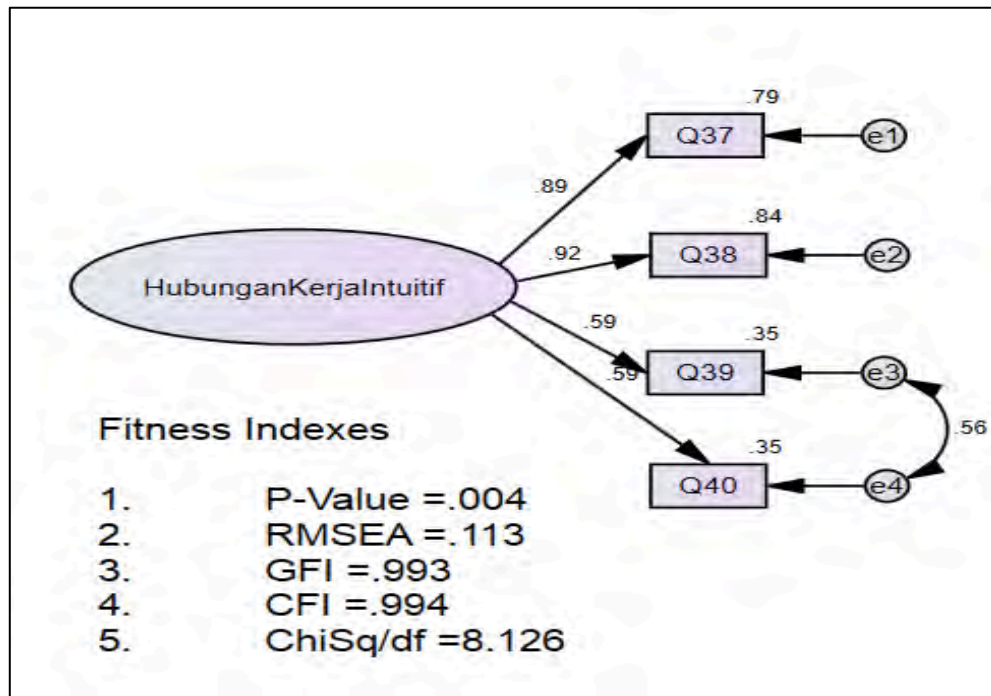 .79
Q37
e1
.89
.84
Q38
e2
.92
HubunganKerjaIntuitif
.59
.35
Q39
e3
.59
.56
.35
Q40
e4
Fitness Indexes
1. P-Value =.004
2. RMSEA =.113
3. GFI =.993
4. CFI =.994
5. ChiSq/df =8.126